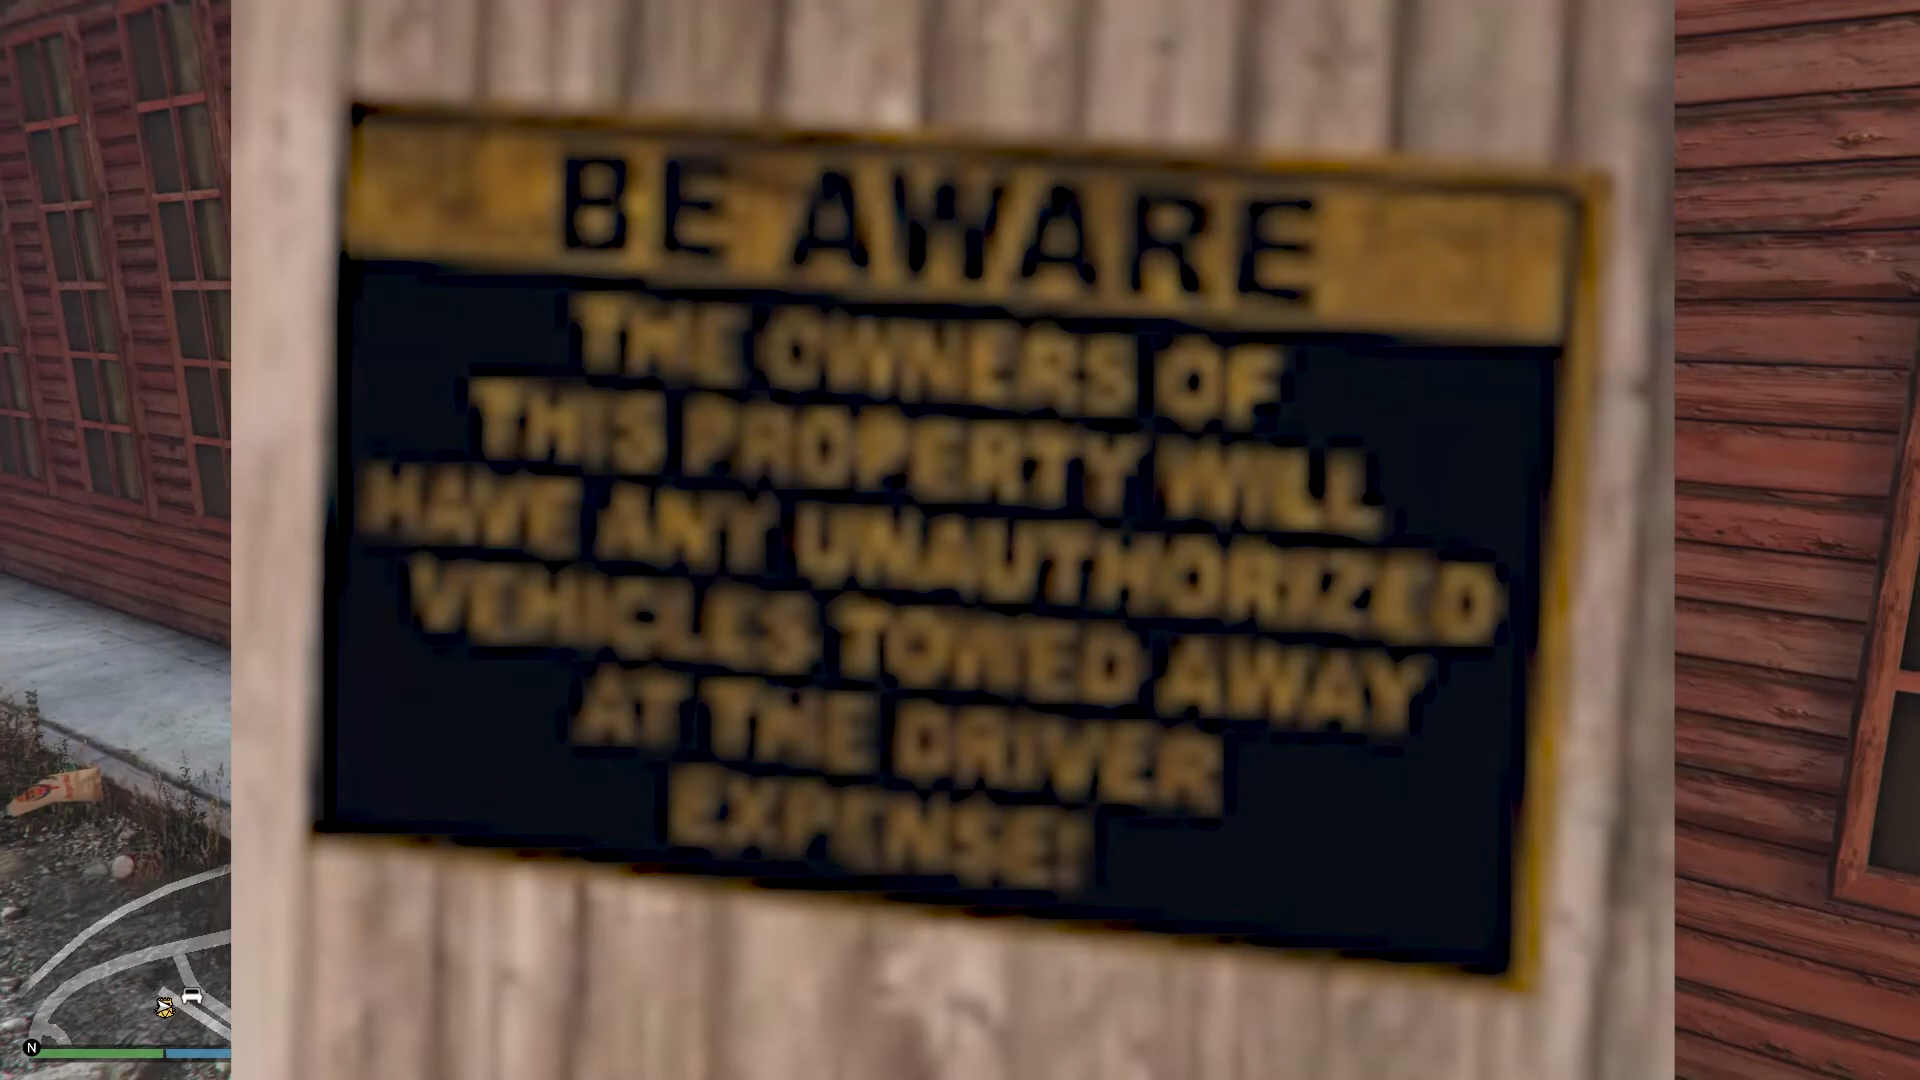 BE AWARE
THE OWNERS OF
THIS PROPERTY WILL
HAVE ANY UNAUTHORIZED
VEHICLES TOWED AWAY
AT THE DRIVER
EXPENSE!
N